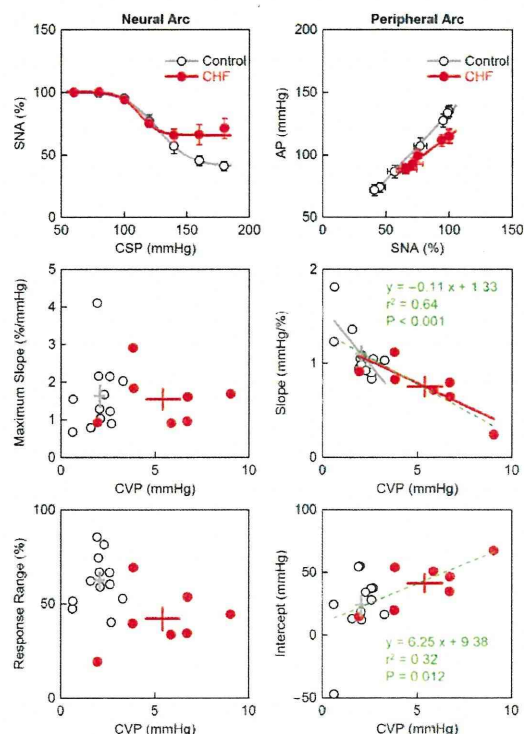 Neural Arc
150
100
50
0
SNA (%)
Control
CHF
50
100
150
200
CSP (mmHg)
Peripheral Arc
200
150
100
50
AP (mmHg)
Control
CHF
0
50
100
150
SNA (%)
5
4
3
2
1
0
Maximum Slope (%/mmHg)
0
5
10
CVP (mmHg)
2
1
0
Slope (mmHg/%)
y = −0.11 x + 1.33
r² = 0.64
P < 0.001
0
5
10
CVP (mmHg)
100
50
0
Response Range (%)
0
5
10
CVP (mmHg)
100
50
0
−50
Intercept (mmHg)
y = 6.25 x + 9.38
r² = 0.32
P = 0.012
0
5
10
CVP (mmHg)